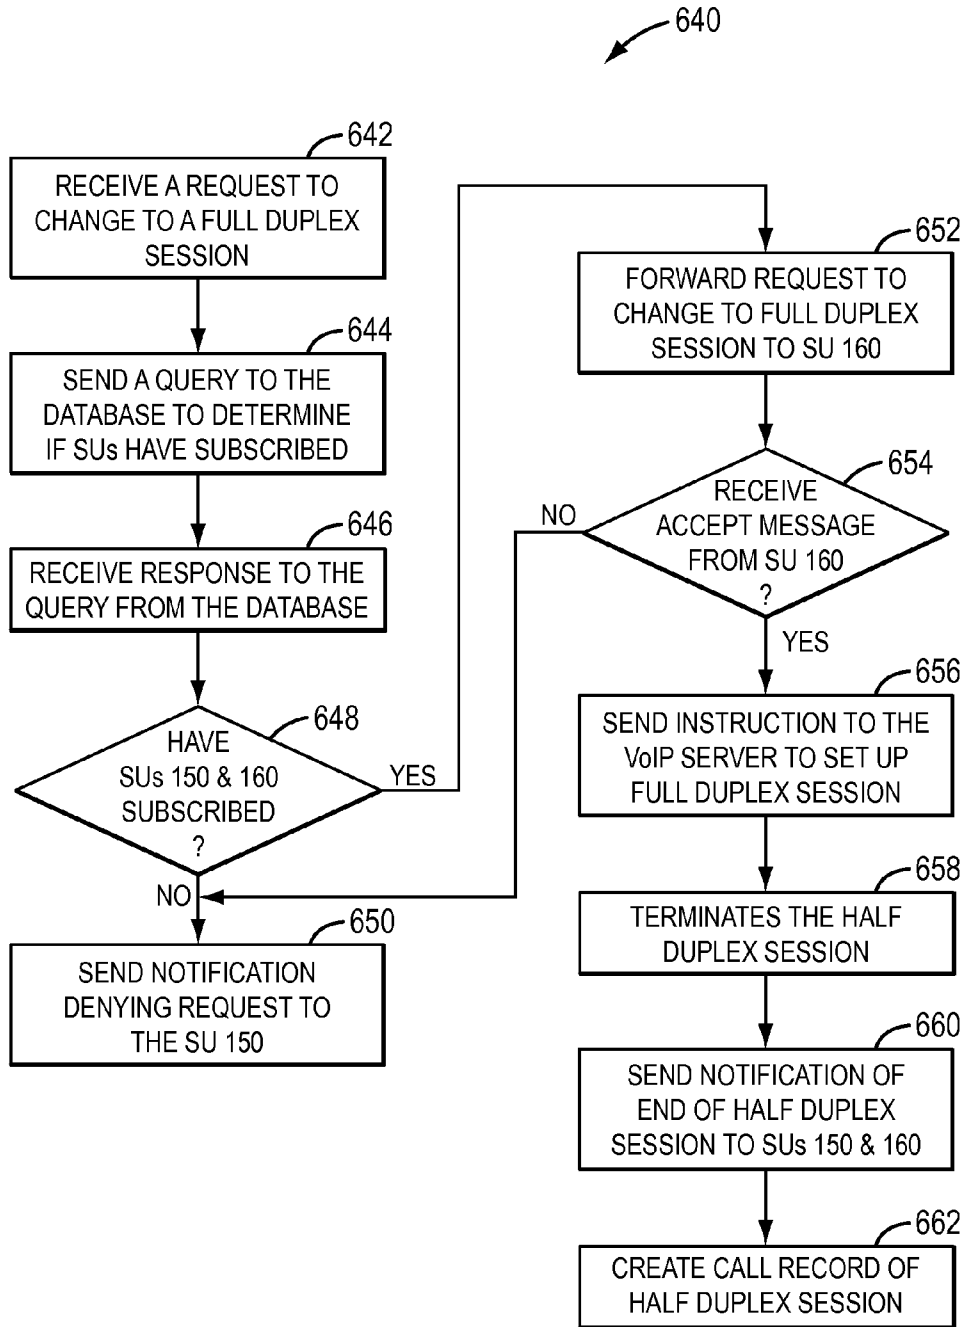 640
642
RECEIVE A REQUEST TO
CHANGE TO A FULL DUPLEX
SESSION
644
SEND A QUERY TO THE
DATABASE TO DETERMINE
IF SUs HAVE SUBSCRIBED
646
RECEIVE RESPONSE TO THE
QUERY FROM THE DATABASE
648
HAVE
SUs 150 & 160
SUBSCRIBED
?
YES
NO
650
SEND NOTIFICATION
DENYING REQUEST TO
THE SU 150
652
FORWARD REQUEST TO
CHANGE TO FULL DUPLEX
SESSION TO SU 160
654
RECEIVE
ACCEPT MESSAGE
FROM SU 160
?
NO
YES
656
SEND INSTRUCTION TO THE
VoIP SERVER TO SET UP
FULL DUPLEX SESSION
658
TERMINATES THE HALF
DUPLEX SESSION
660
SEND NOTIFICATION OF
END OF HALF DUPLEX
SESSION TO SUs 150 & 160
662
CREATE CALL RECORD OF
HALF DUPLEX SESSION